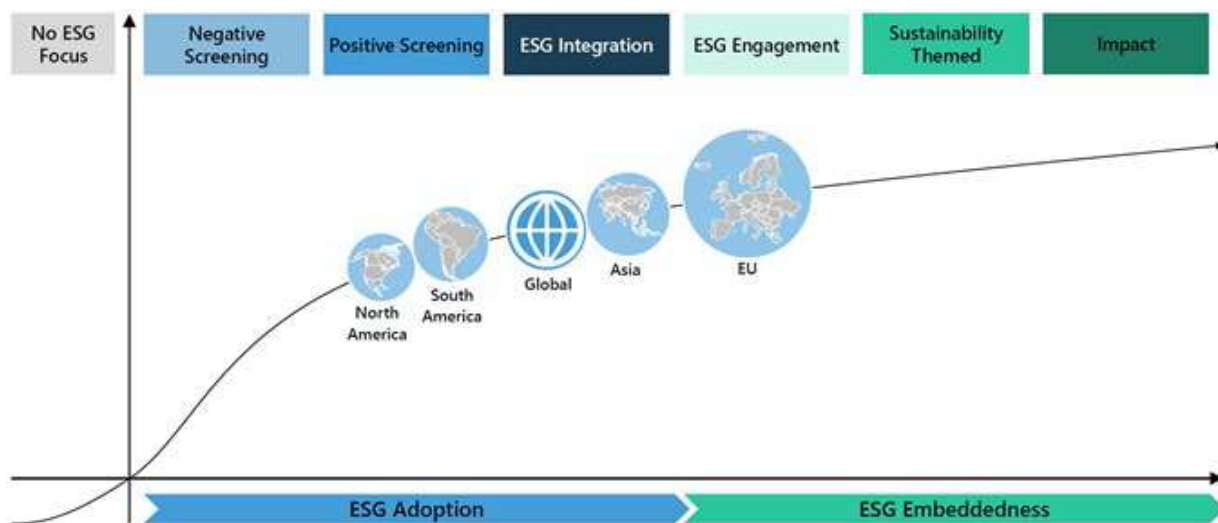 No ESG
Focus
Negative
Screening
Positive Screening
ESG Integration
ESG Engagement
Sustainability
Themed
Impact
North
America
South
America
Global
Asia
EU
ESG Adoption
ESG Embeddedness